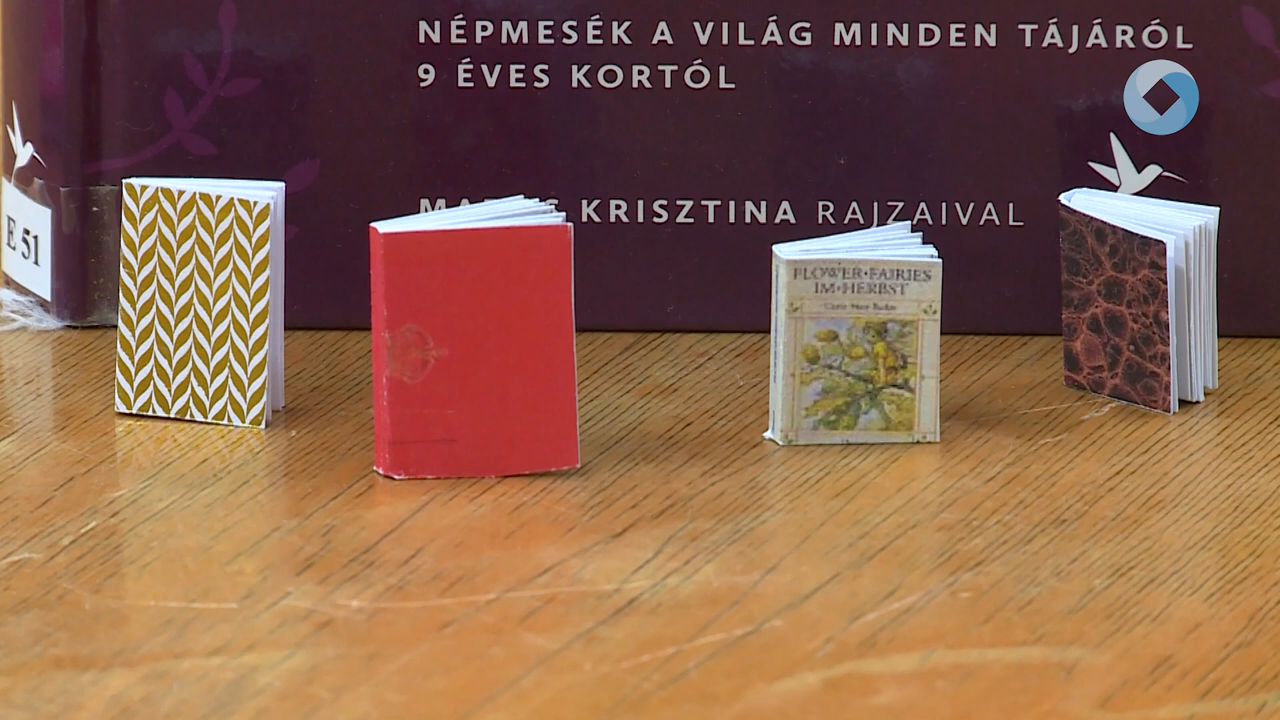 NÉPMESÉK A VILÁG MINDEN TÁJÁRÓL
9 ÉVES KORTÓL
KRISZTINA RAJZAIVAL
E 51
FLOWER·FAIRIES
IM·HERBST